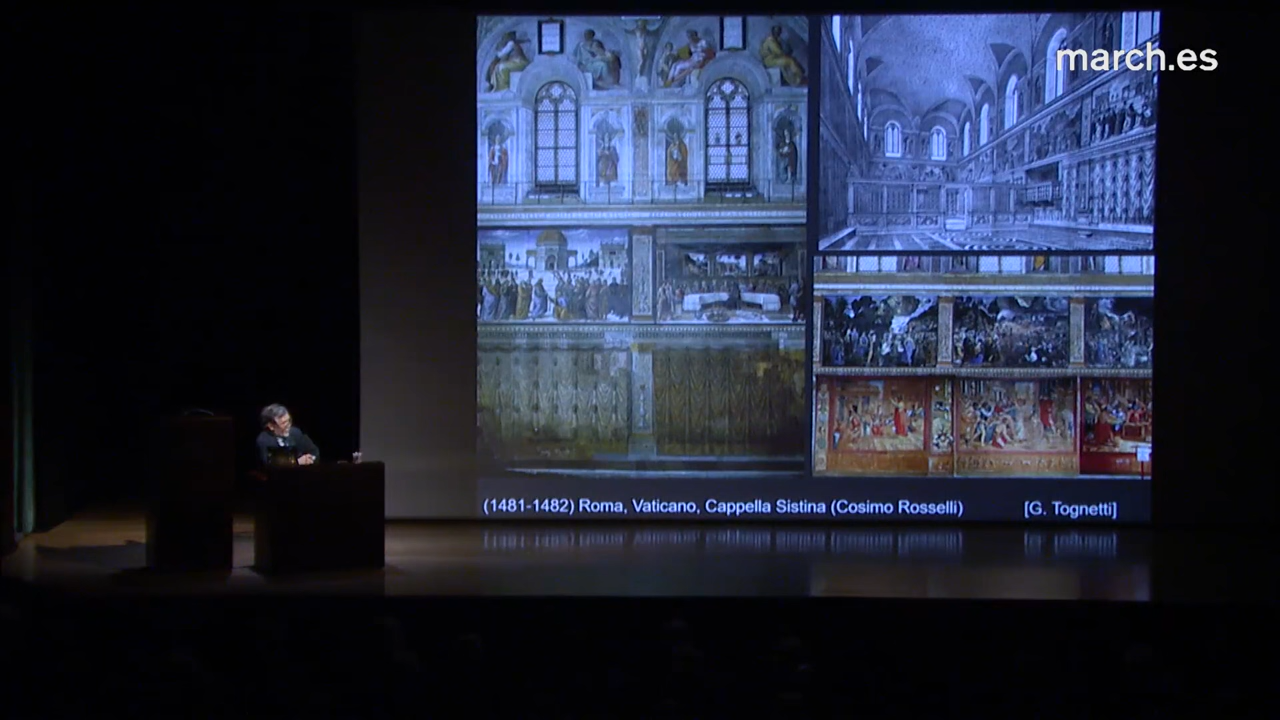 march.es
(1481-1482) Roma, Vaticano, Cappella Sistina (Cosimo Rosselli) [G. Tognetti]